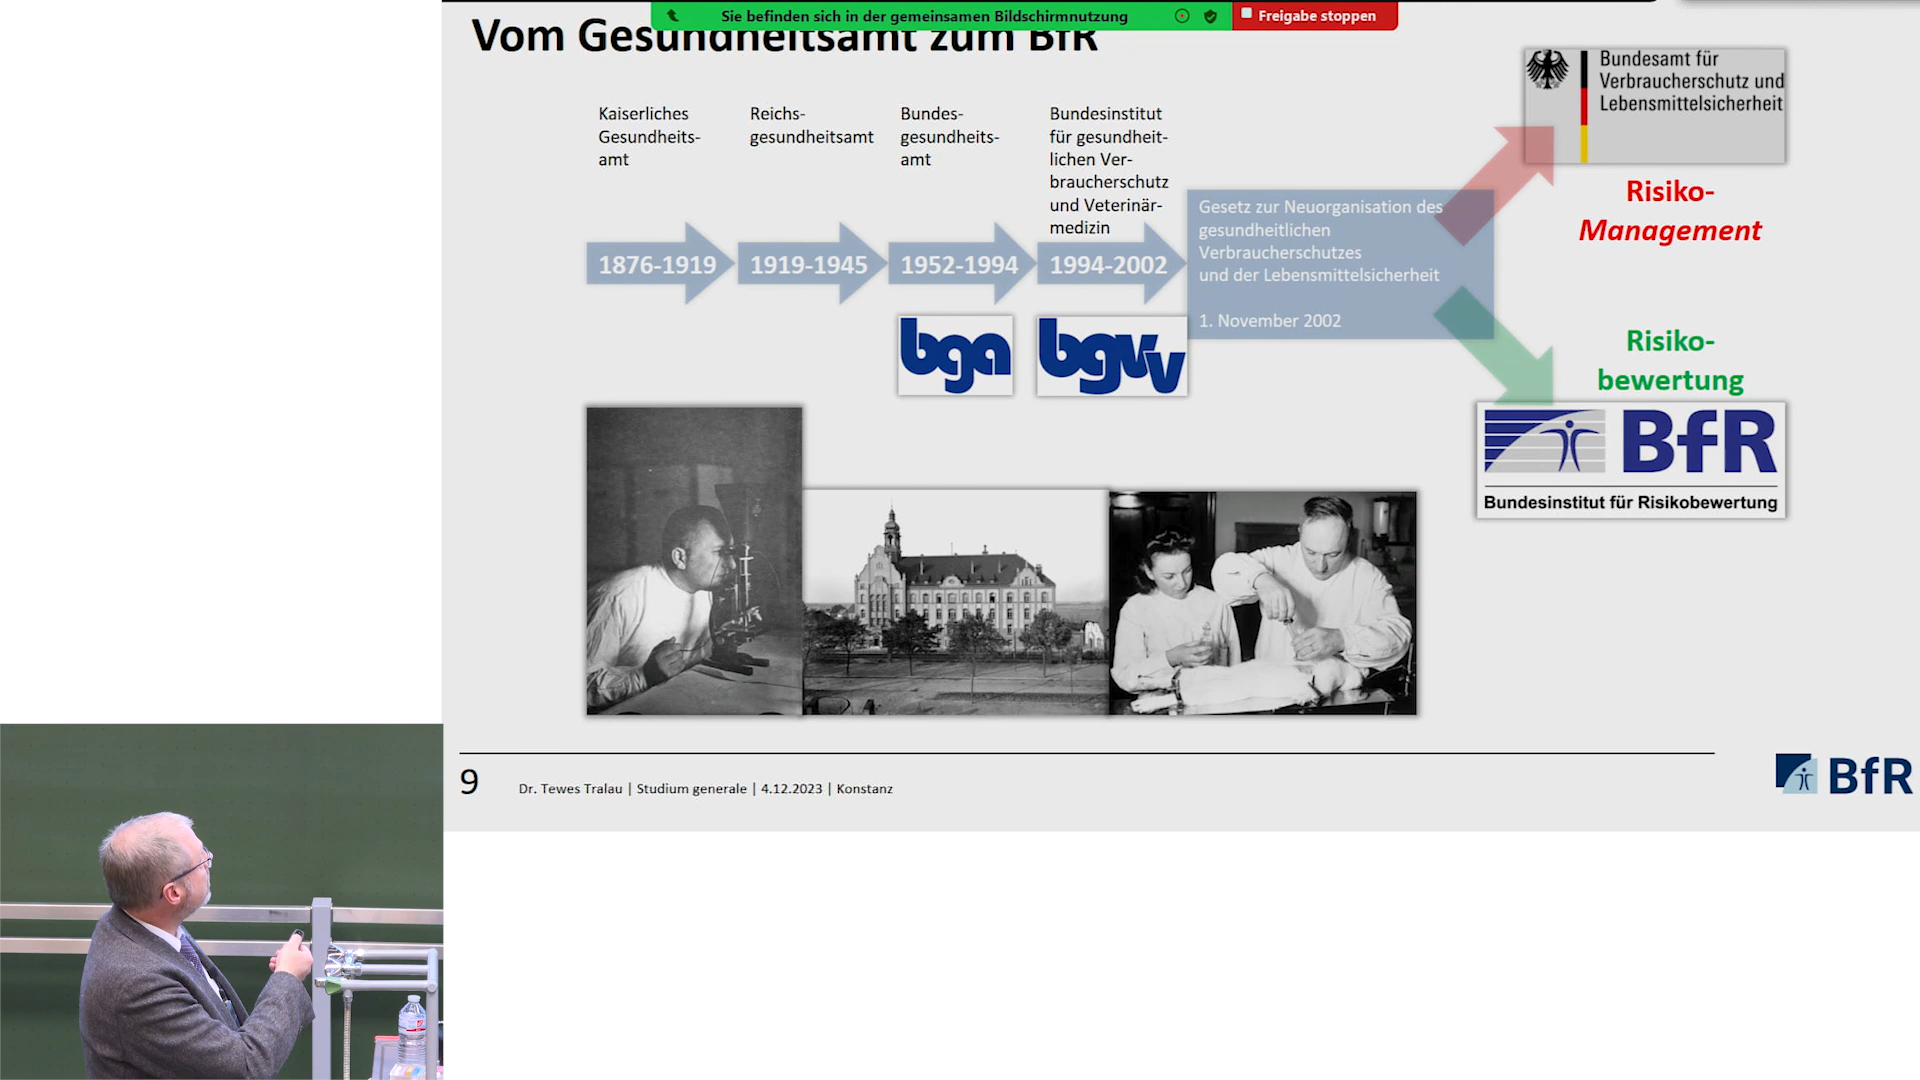 Sie befinden sich in der gemeinsamen Bildschirmnutzung
Freigabe stoppen
Vom Gesundheitsamt zum BfR
Kaiserliches
Gesundheits-
amt
Reichs-
gesundheitsamt
Bundes-
gesundheits-
amt
Bundesinstitut
für gesundheit-
lichen Ver-
braucherschutz
und Veterinär-
medizin
1876-1919
1919-1945
1952-1994
1994-2002
bga
bgvv
Gesetz zur Neuorganisation des
gesundheitlichen
Verbraucherschutzes
und der Lebensmittelsicherheit
1. November 2002
Bundesamt für
Verbraucherschutz und
Lebensmittelsicherheit
Risiko-
Management
Risiko-
bewertung
BfR
Bundesinstitut für Risikobewertung
9
Dr. Tewes Tralau | Studium generale | 4.12.2023 | Konstanz
BfR